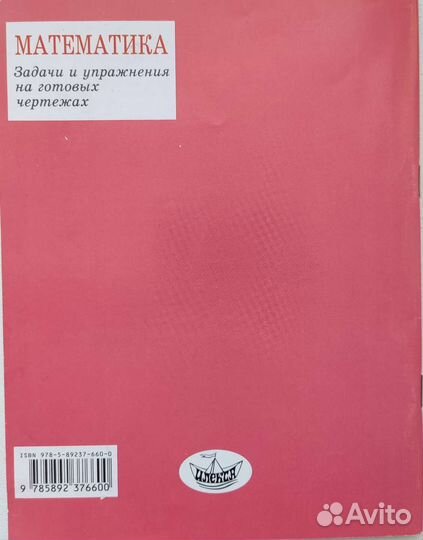 МАТЕМАТИКА
Задачи и упражнения
на готовых
чертежах
ISBN 978-5-89237-660-0
9 785892 376600
илекса
Avito